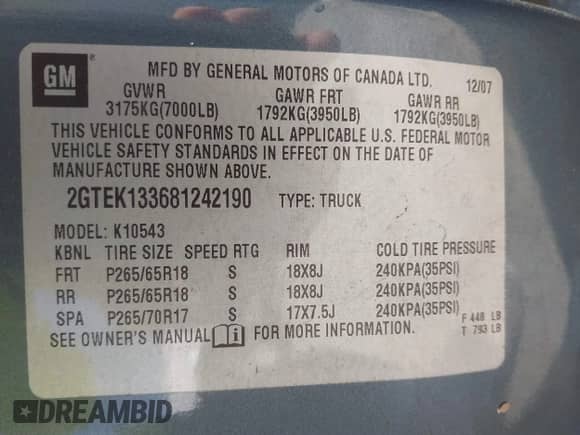 GM
MFD BY GENERAL MOTORS OF CANADA LTD. 12/07
GVWR GAWR FRT GAWR RR
3175KG(7000LB) 1792KG(3950LB) 1792KG(3950LB)
THIS VEHICLE CONFORMS TO ALL APPLICABLE U.S. FEDERAL MOTOR
VEHICLE SAFETY STANDARDS IN EFFECT ON THE DATE OF
MANUFACTURE SHOWN ABOVE.
2GTEK133681242190 TYPE: TRUCK
MODEL: K10543
KBNL TIRE SIZE SPEED RTG RIM COLD TIRE PRESSURE
FRT P265/65R18 S 18X8J 240KPA(35PSI)
RR P265/65R18 S 18X8J 240KPA(35PSI)
SPA P265/70R17 S 17X7.5J 240KPA(35PSI)
F 448 LB
SEE OWNER'S MANUAL FOR MORE INFORMATION. T 793 LB
DREAMBID